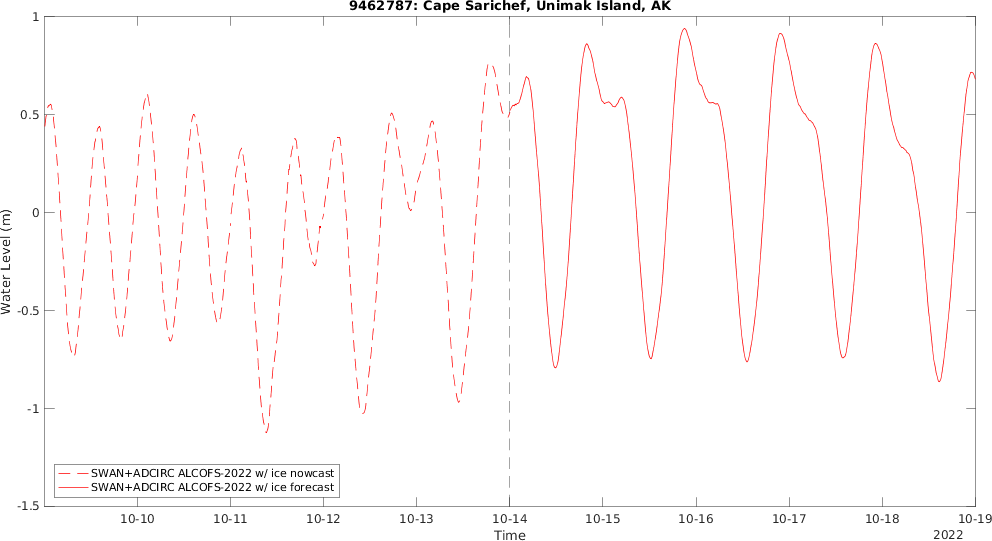 9462787: Cape Sarichef, Unimak Island, AK
1
0.5
0
-0.5
-1
-1.5
Water Level (m)
SWAN+ADCIRC ALCOFS-2022 w/ ice nowcast
SWAN+ADCIRC ALCOFS-2022 w/ ice forecast
10-10 10-11 10-12 10-13 10-14 10-15 10-16 10-17 10-18 10-19
Time
2022